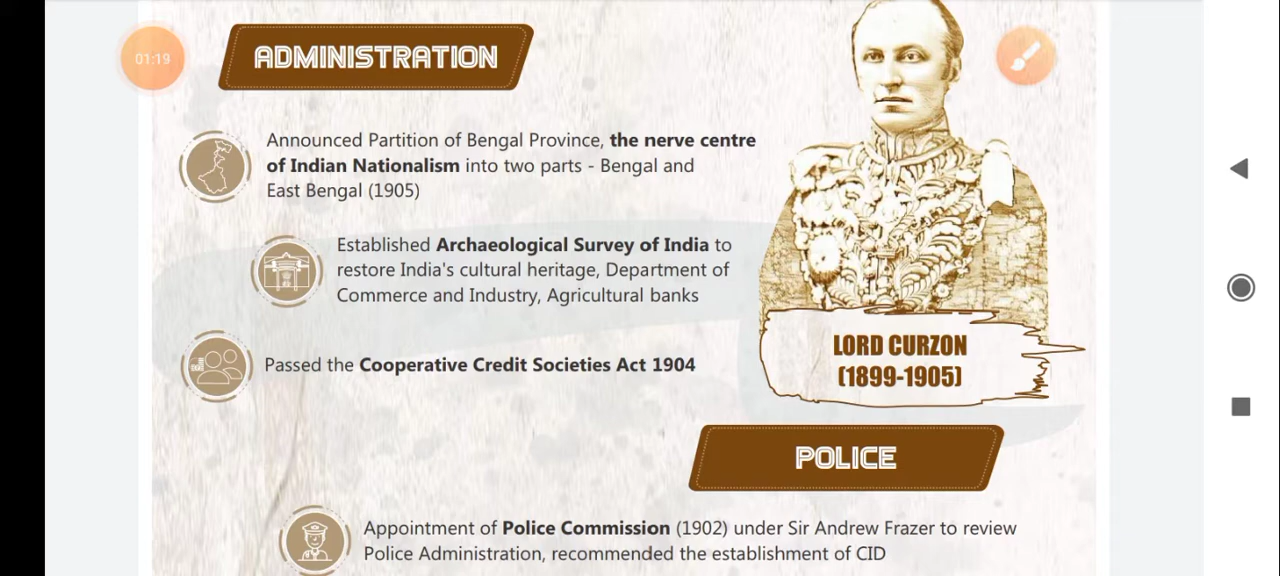 01:19
ADMINISTRATION
Announced Partition of Bengal Province, the nerve centre
of Indian Nationalism into two parts - Bengal and
East Bengal (1905)
Established Archaeological Survey of India to
restore India's cultural heritage, Department of
Commerce and Industry, Agricultural banks
Passed the Cooperative Credit Societies Act 1904
LORD CURZON
(1899-1905)
POLICE
Appointment of Police Commission (1902) under Sir Andrew Frazer to review
Police Administration, recommended the establishment of CID